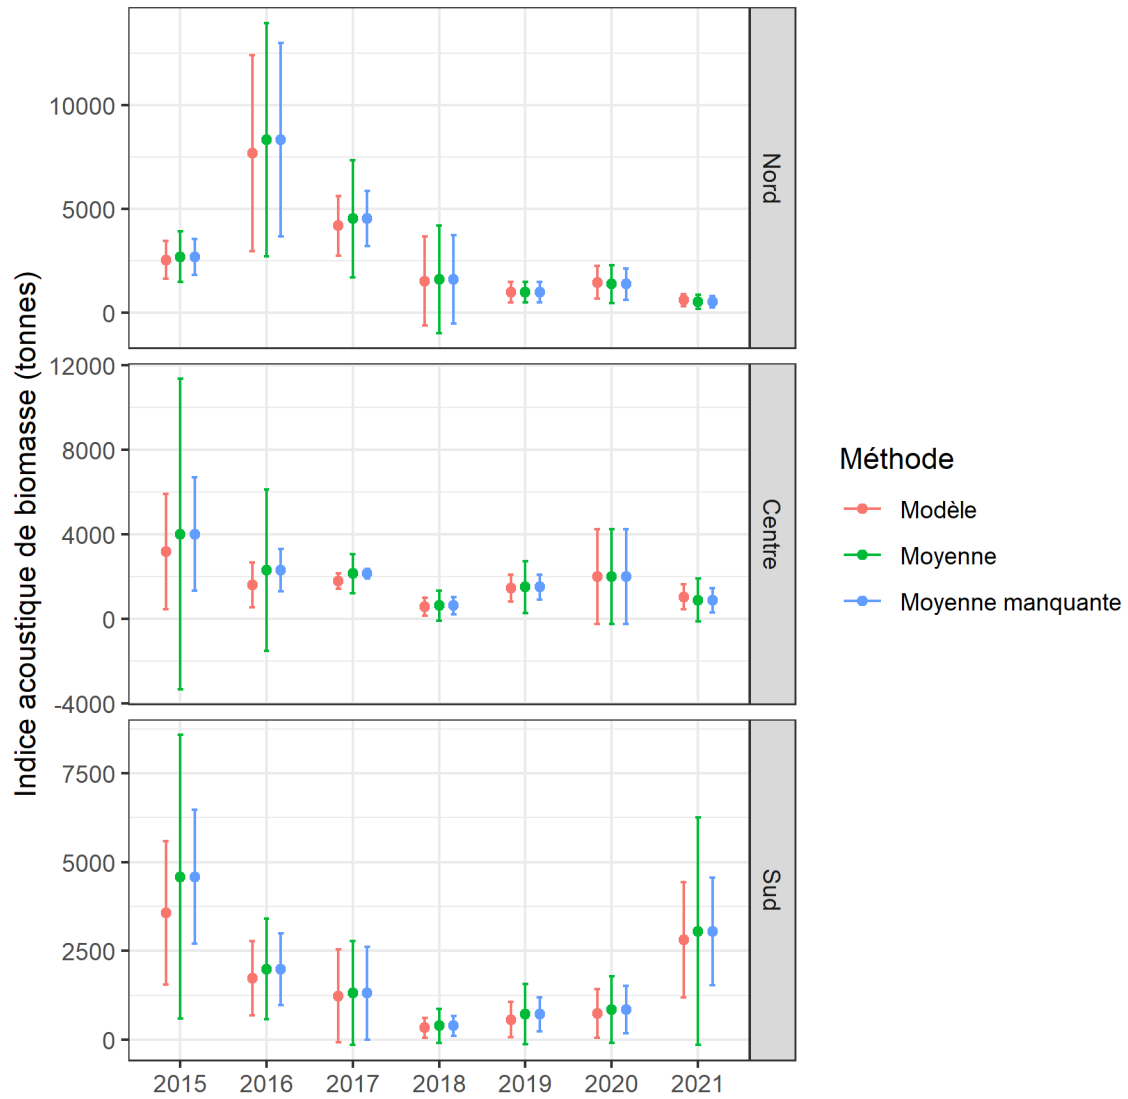 Indice acoustique de biomasse (tonnes)
10000
5000
0
Nord
12000
8000
4000
0
-4000
Centre
7500
5000
2500
0
Sud
2015 2016 2017 2018 2019 2020 2021
Méthode
Modèle
Moyenne
Moyenne manquante